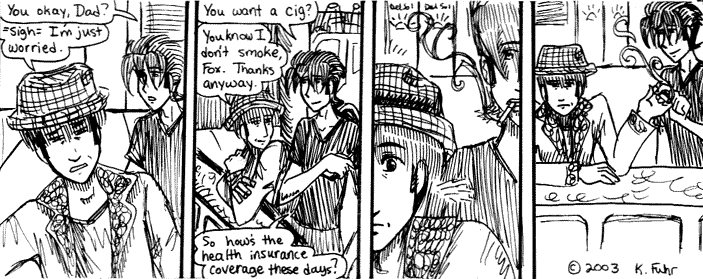 You okay, Dad?
=sigh= I'm just
worried.
You want a cig?
You know I
don't smoke,
Fox. Thanks
anyway.
So how's the
health insurance
coverage these days?
© 2003 K. Fuhr